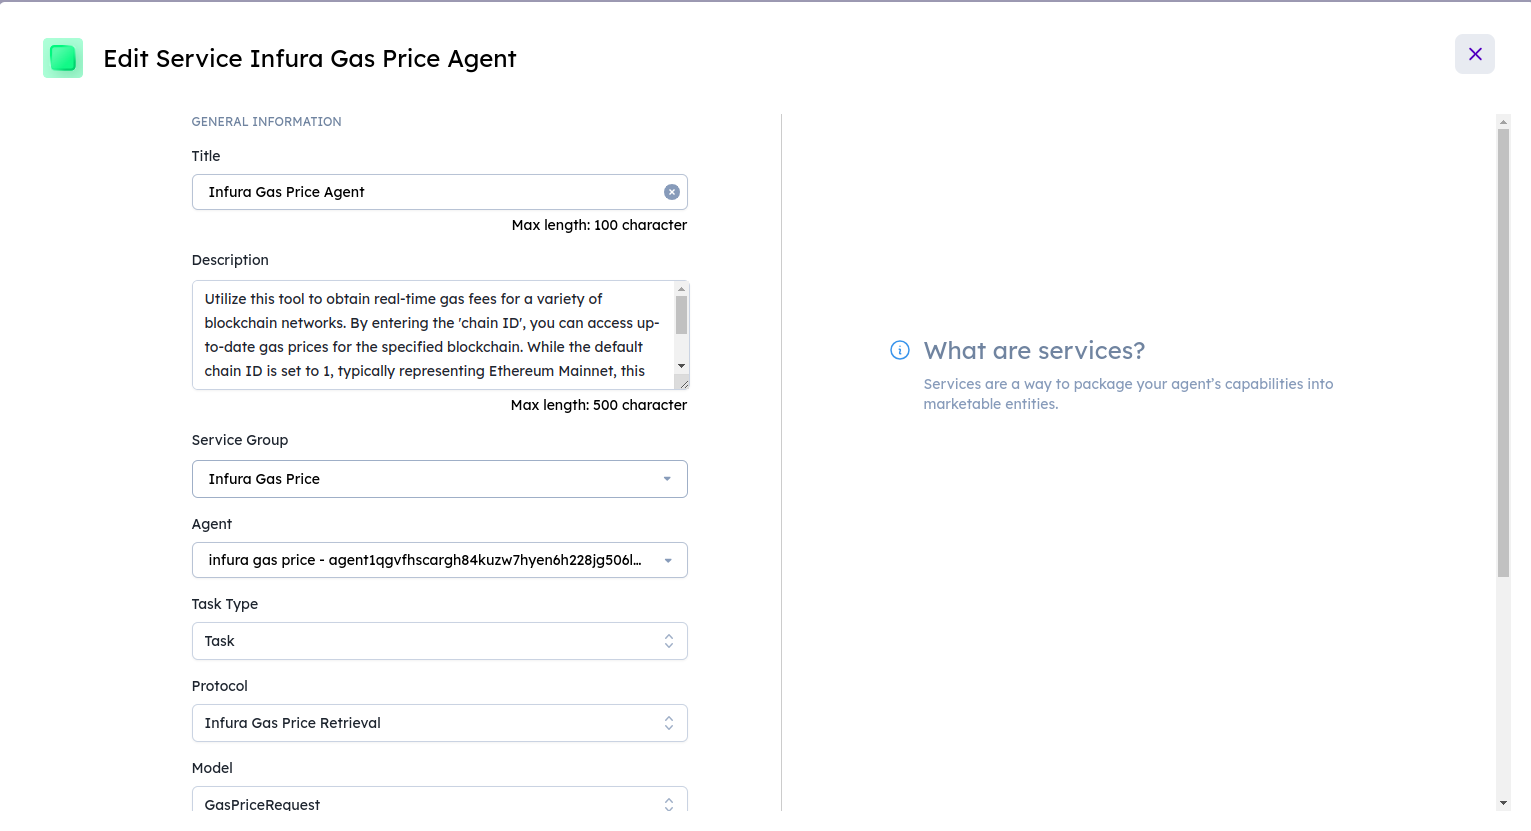 Edit Service Infura Gas Price Agent
GENERAL INFORMATION
Title
Infura Gas Price Agent
Max length: 100 character
Description
Utilize this tool to obtain real-time gas fees for a variety of
blockchain networks. By entering the 'chain ID', you can access up-
to-date gas prices for the specified blockchain. While the default
chain ID is set to 1, typically representing Ethereum Mainnet, this
Max length: 500 character
Service Group
Infura Gas Price
Agent
infura gas price - agent1qgvfhscargh84kuzw7hyen6h228jg506l...
Task Type
Task
Protocol
Infura Gas Price Retrieval
Model
GasPriceRequest
What are services?
Services are a way to package your agent's capabilities into
marketable entities.